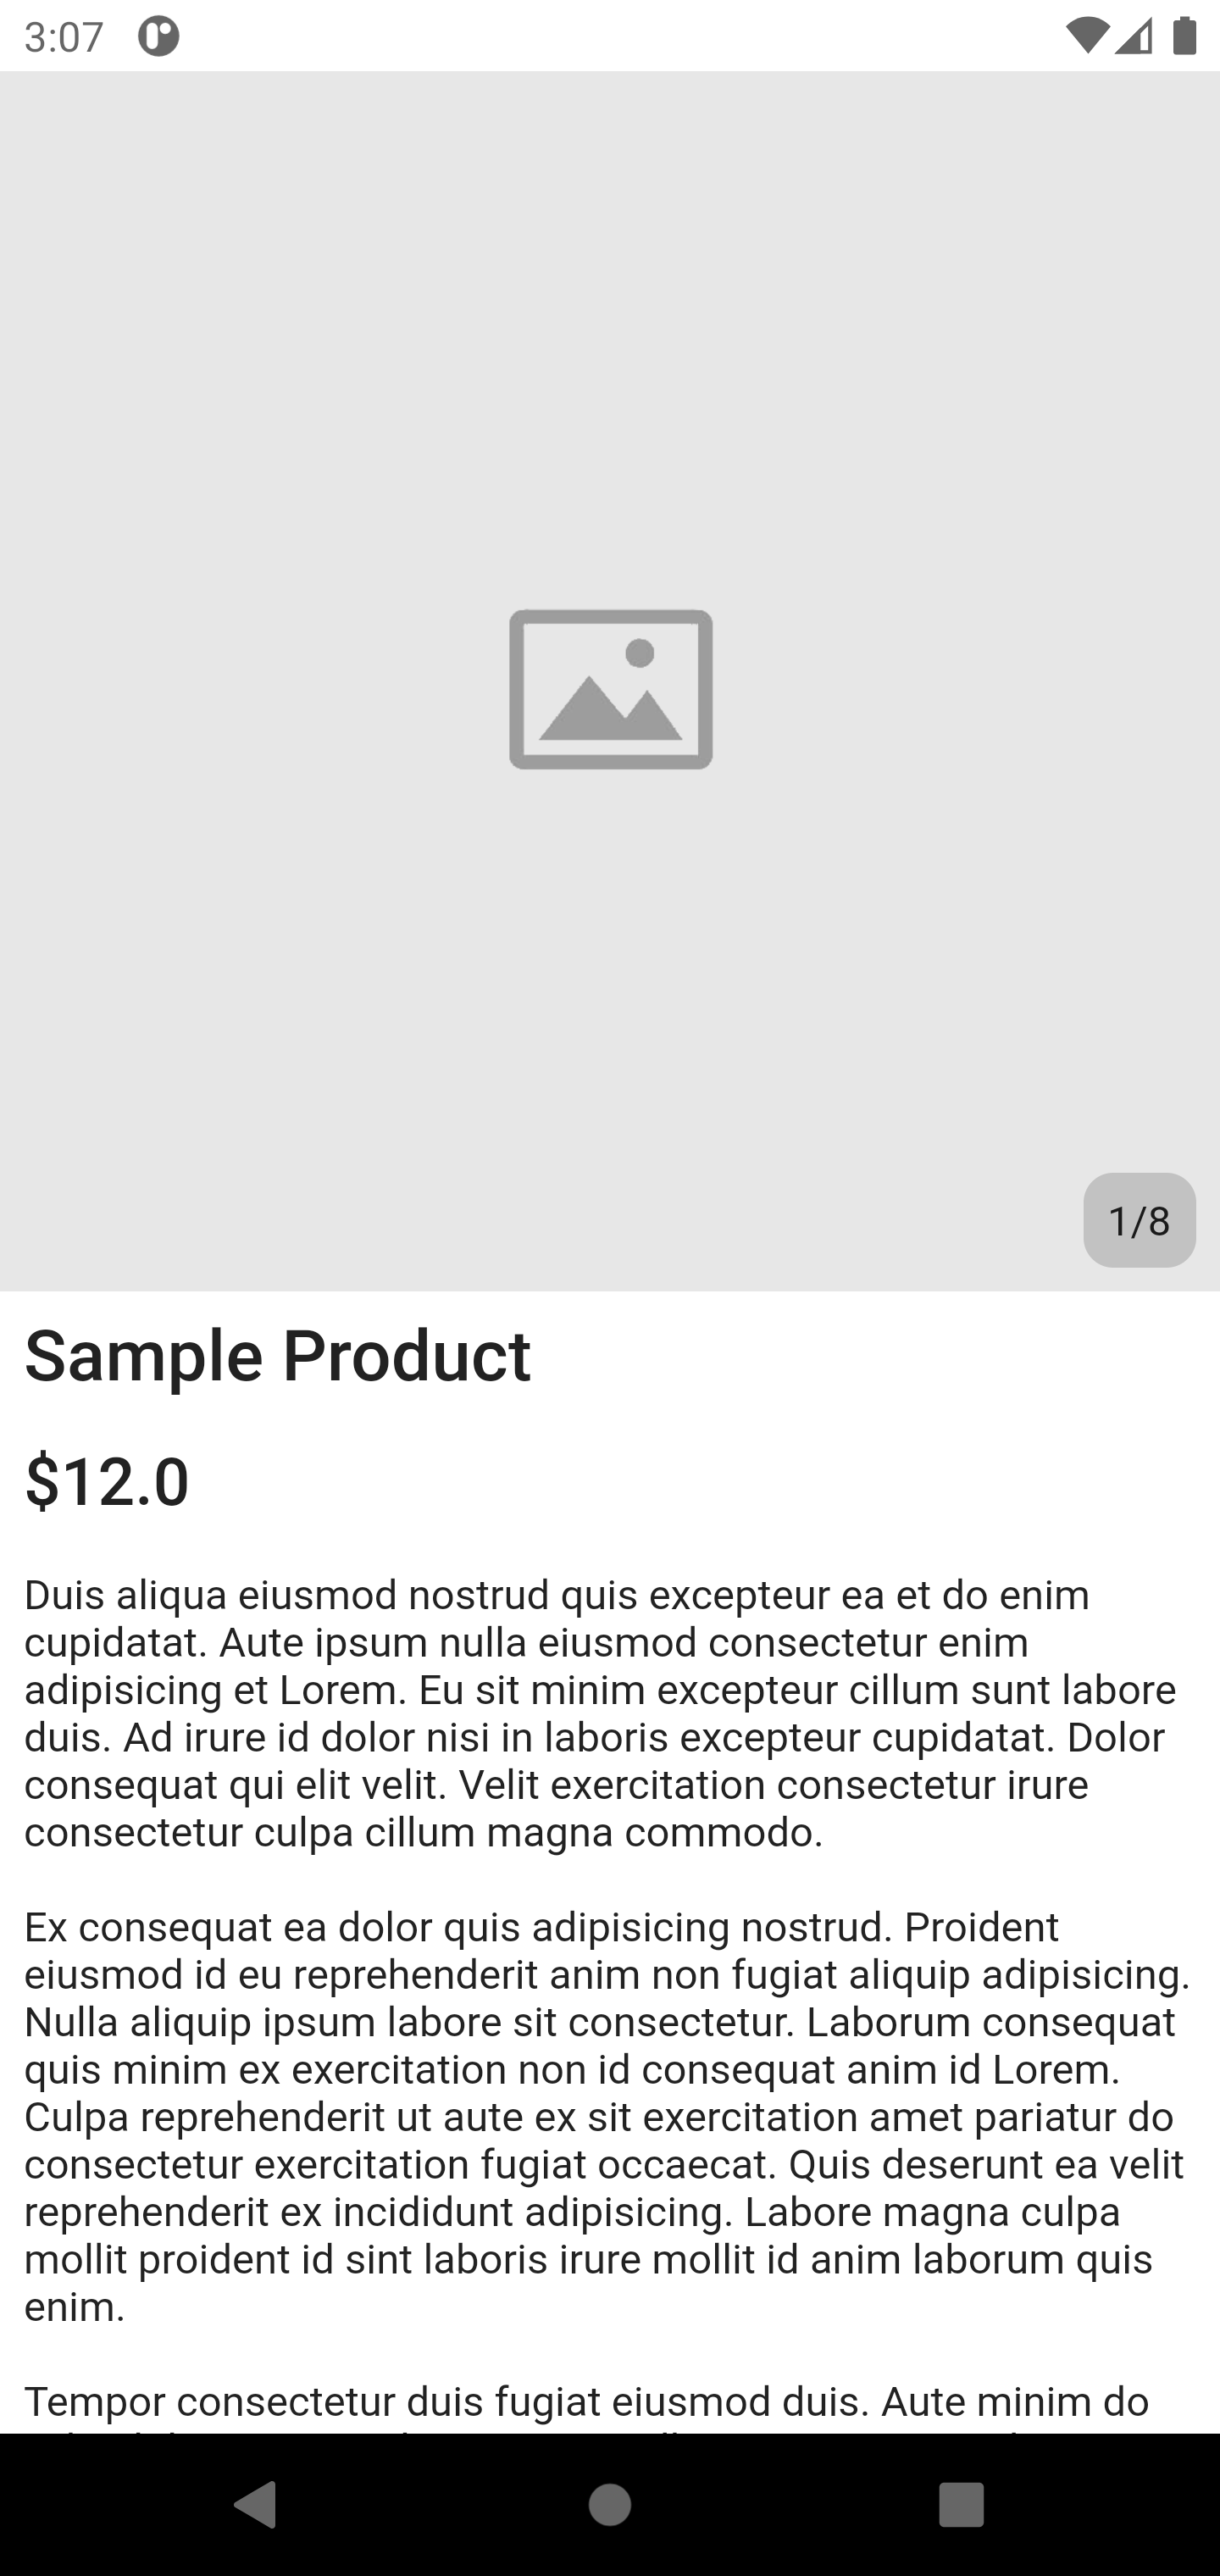 3:07
1/8
Sample Product
$12.0
Duis aliqua eiusmod nostrud quis excepteur ea et do enim
cupidatat. Aute ipsum nulla eiusmod consectetur enim
adipisicing et Lorem. Eu sit minim excepteur cillum sunt labore
duis. Ad irure id dolor nisi in laboris excepteur cupidatat. Dolor
consequat qui elit velit. Velit exercitation consectetur irure
consectetur culpa cillum magna commodo.
Ex consequat ea dolor quis adipisicing nostrud. Proident
eiusmod id eu reprehenderit anim non fugiat aliquip adipisicing.
Nulla aliquip ipsum labore sit consectetur. Laborum consequat
quis minim ex exercitation non id consequat anim id Lorem.
Culpa reprehenderit ut aute ex sit exercitation amet pariatur do
consectetur exercitation fugiat occaecat. Quis deserunt ea velit
reprehenderit ex incididunt adipisicing. Labore magna culpa
mollit proident id sint laboris irure mollit id anim laborum quis
enim.
Tempor consectetur duis fugiat eiusmod duis. Aute minim do